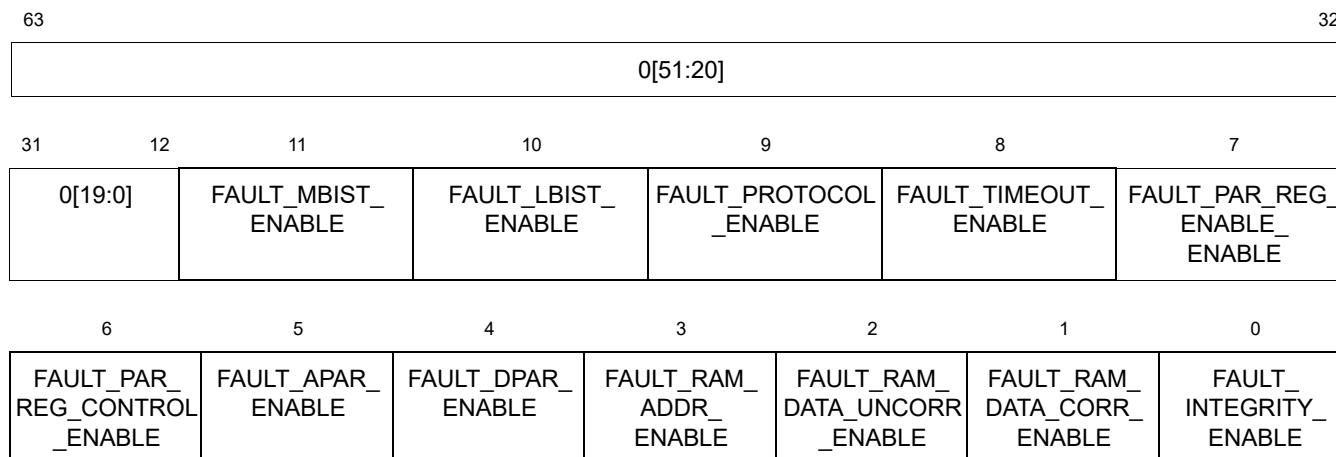 63 32
0[51:20]
31 12 11 10 9 8 7
0[19:0] FAULT_MBIST_ FAULT_LBIST_ FAULT_PROTOCOL FAULT_TIMEOUT_ FAULT_PAR_REG_
ENABLE ENABLE _ENABLE ENABLE ENABLE_
ENABLE
6 5 4 3 2 1 0
FAULT_PAR_ FAULT_APAR_ FAULT_DPAR_ FAULT_RAM_ FAULT_RAM_ FAULT_RAM_ FAULT_
REG_CONTROL ENABLE ENABLE ADDR_ DATA_UNCORR DATA_CORR_ INTEGRITY_
_ENABLE ENABLE _ENABLE ENABLE ENABLE